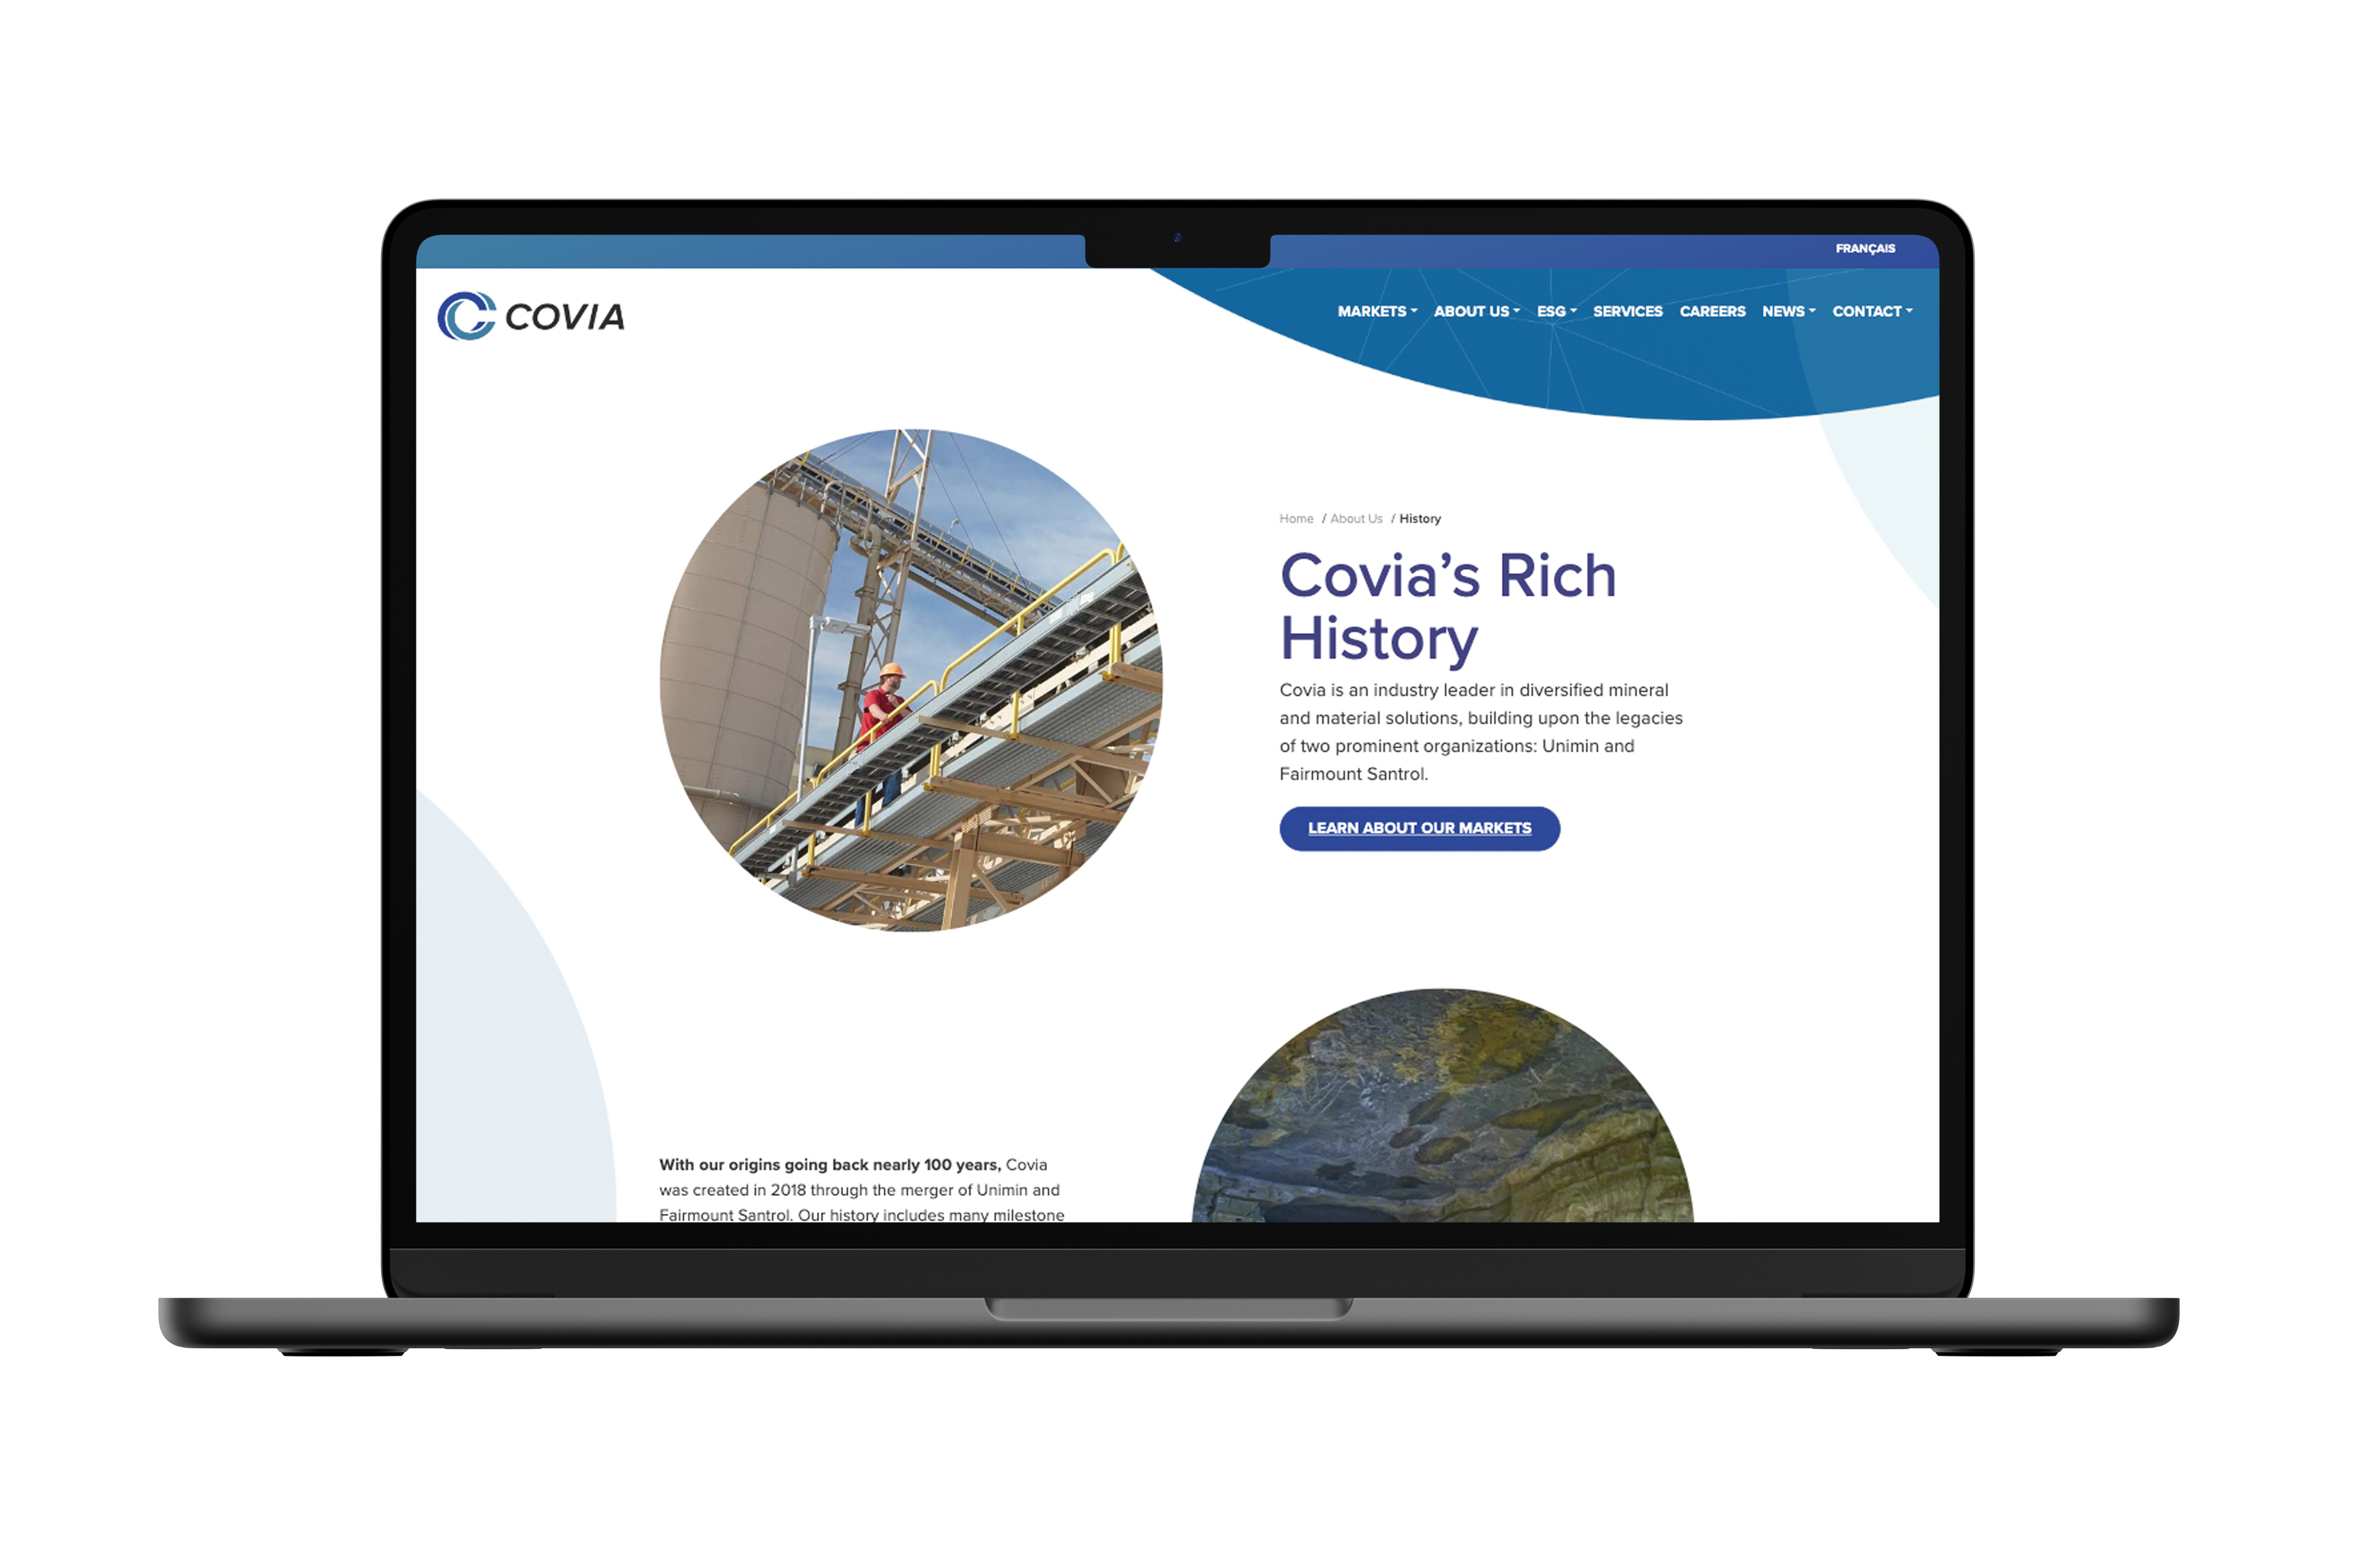 FRANÇAIS
COVIA
MARKETS ABOUT US ESG SERVICES CAREERS NEWS CONTACT
Home / About Us / History
Covia’s Rich
History
Covia is an industry leader in diversified mineral
and material solutions, building upon the legacies
of two prominent organizations: Unimin and
Fairmount Santrol.
LEARN ABOUT OUR MARKETS
With our origins going back nearly 100 years, Covia
was created in 2018 through the merger of Unimin and
Fairmount Santrol. Our history includes many milestone